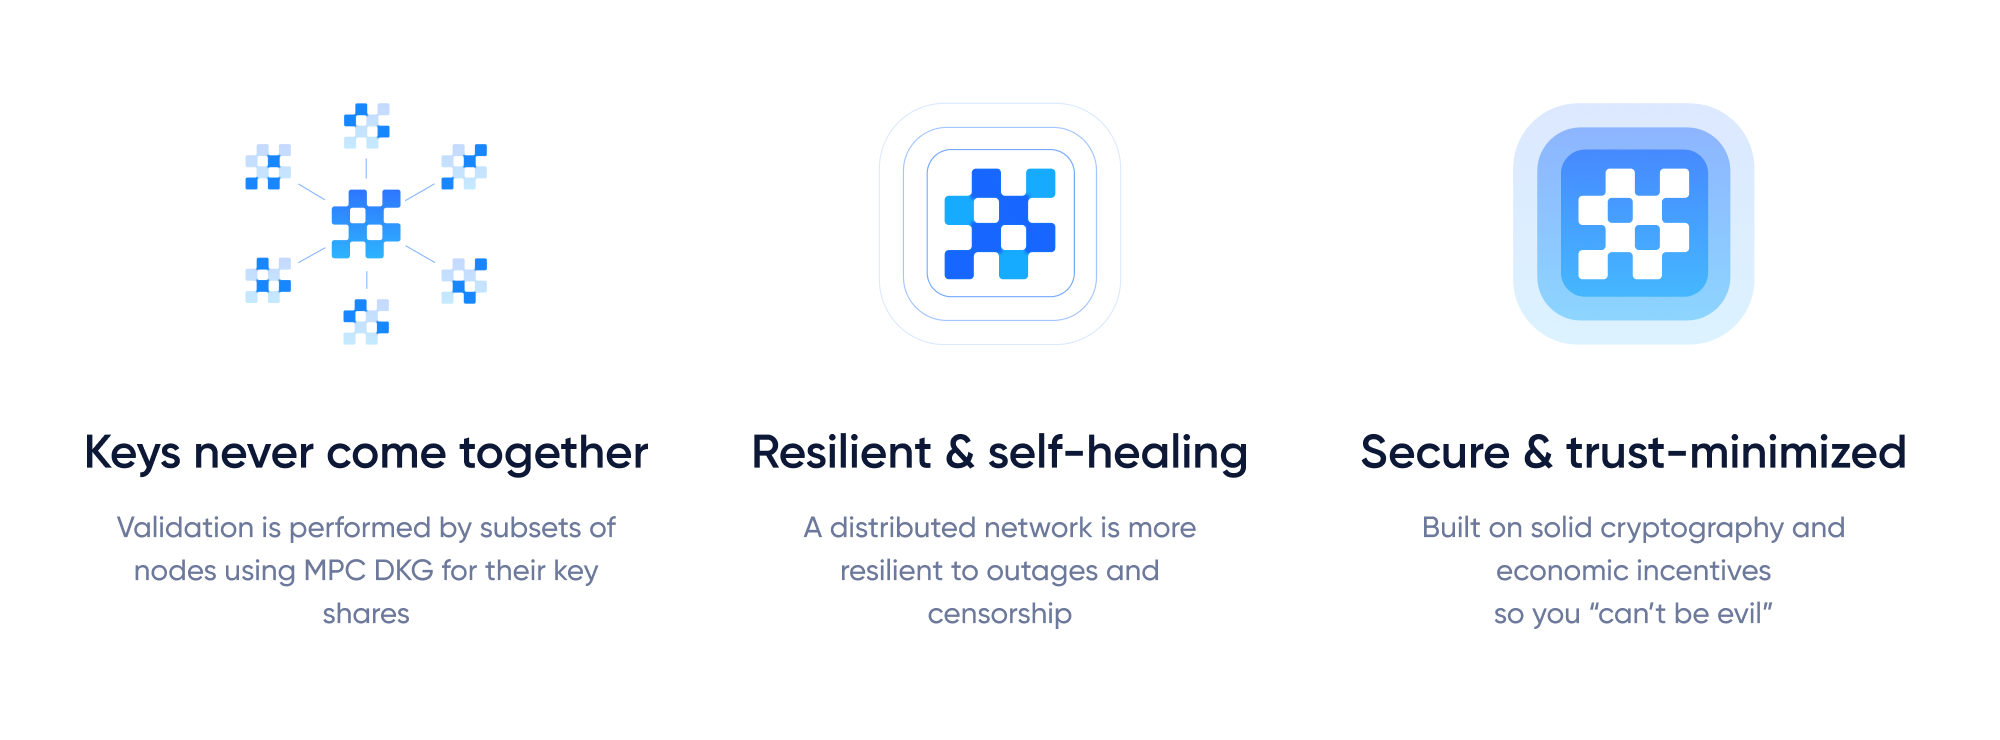 Keys never come together
Validation is performed by subsets of
nodes using MPC DKG for their key
shares
Resilient & self-healing
A distributed network is more
resilient to outages and
censorship
Secure & trust-minimized
Built on solid cryptography and
economic incentives
so you “can’t be evil”